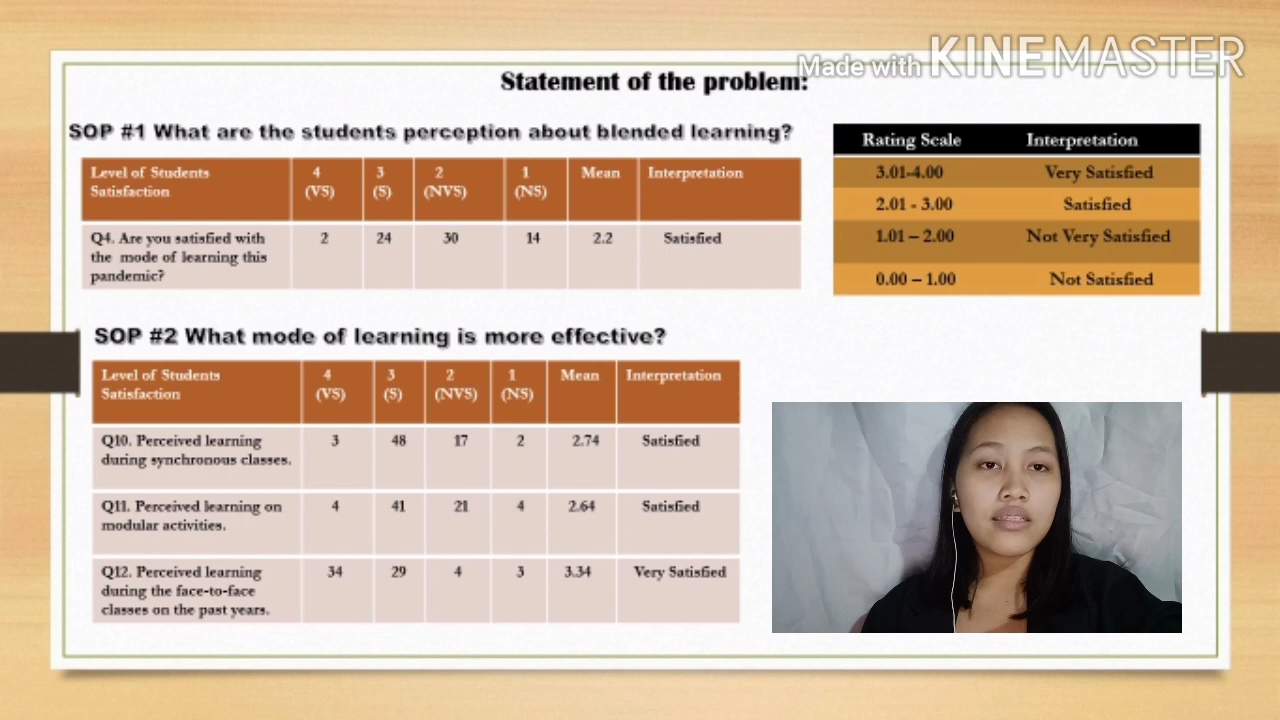 Made with KINEMASTER
Statement of the problem:
SOP #1 What are the students perception about blended learning?
Level of Students Satisfaction 4 (VS) 3 (S) 2 (NVS) 1 (NS) Mean Interpretation
Q4. Are you satisfied with the mode of learning this pandemic? 2 24 30 14 2.2 Satisfied
Rating Scale Interpretation
3.01-4.00 Very Satisfied
2.01 - 3.00 Satisfied
1.01 – 2.00 Not Very Satisfied
0.00 – 1.00 Not Satisfied
SOP #2 What mode of learning is more effective?
Level of Students Satisfaction 4 (VS) 3 (S) 2 (NVS) 1 (NS) Mean Interpretation
Q10. Perceived learning during synchronous classes. 3 48 17 2 2.74 Satisfied
Q11. Perceived learning on modular activities. 4 41 21 4 2.64 Satisfied
Q12. Perceived learning during the face-to-face classes on the past years. 34 29 4 3 3.34 Very Satisfied